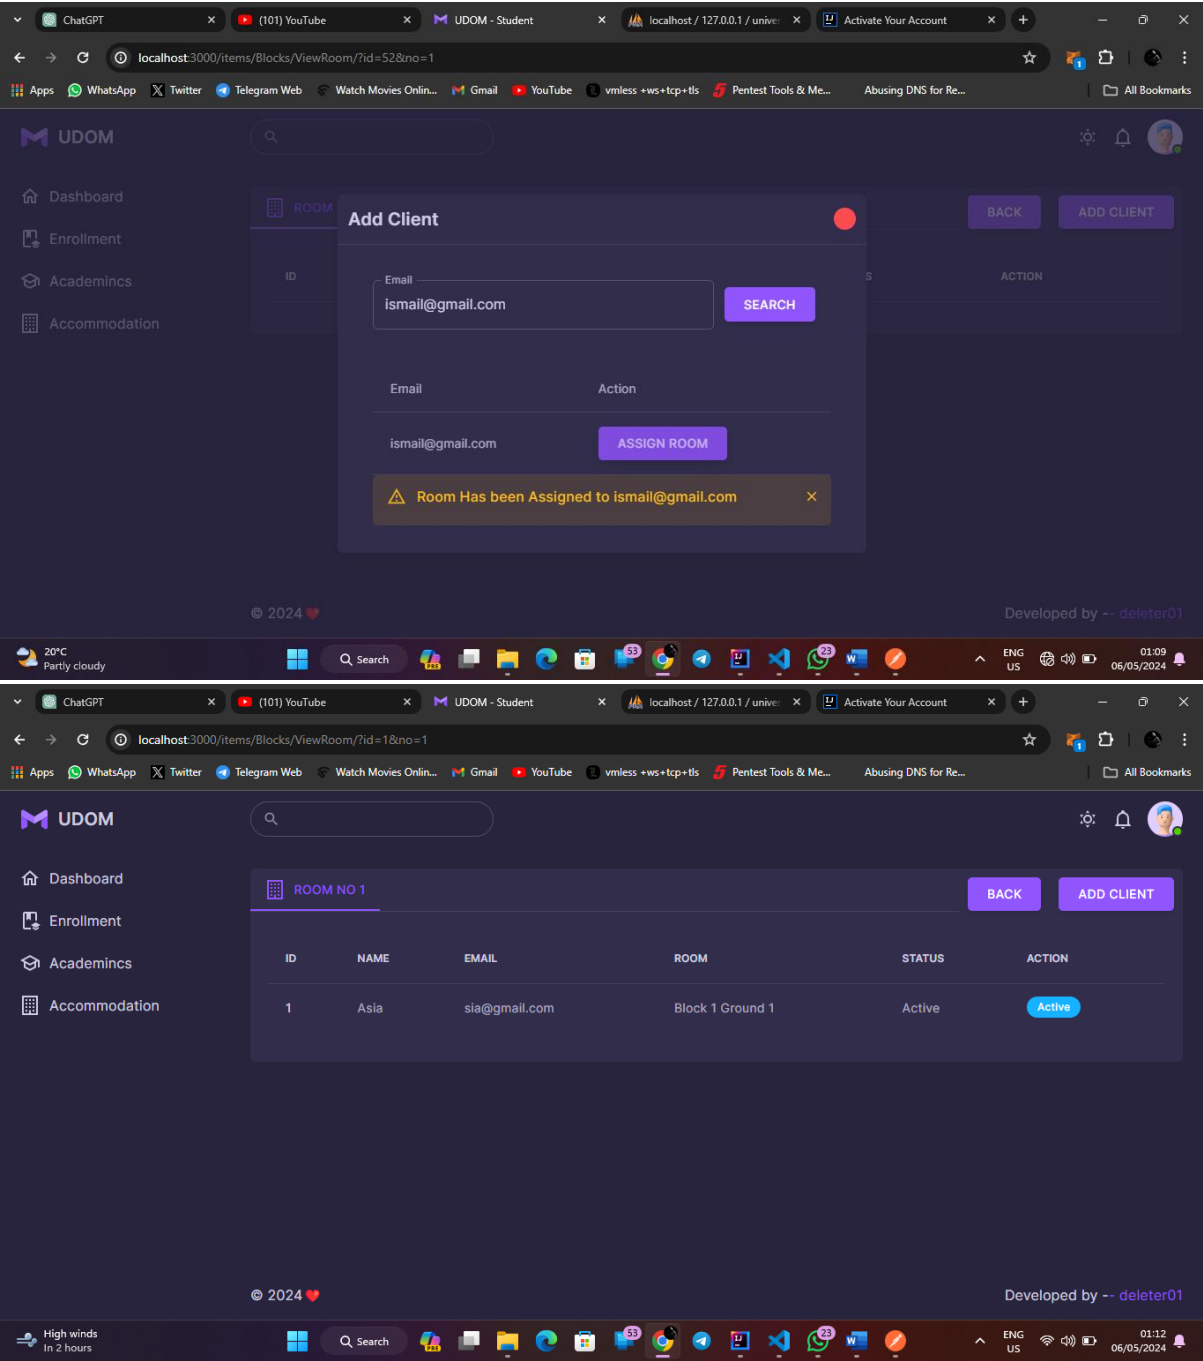 ChatGPT
(101) YouTube
UDOM - Student
localhost / 127.0.0.1 / univer
Activate Your Account
localhost:3000/items/Blocks/ViewRoom/?id=52&no=1
Apps WhatsApp Twitter Telegram Web Watch Movies Onlin... Gmail YouTube vmless +ws+tcp+tls Pentest Tools & Me... Abusing DNS for Re... All Bookmarks
UDOM
Dashboard
Enrollment
Academincs
Accommodation
ROOM
BACK
ADD CLIENT
ID
S
ACTION
Add Client
Email
ismail@gmail.com
SEARCH
Email Action
ismail@gmail.com ASSIGN ROOM
Room Has been Assigned to ismail@gmail.com
© 2024
Developed by -- deleter01
20°C
Partly cloudy
Search
PRE
53
23
ENG
US
01:09
06/05/2024
ChatGPT
(101) YouTube
UDOM - Student
localhost / 127.0.0.1 / univer
Activate Your Account
localhost:3000/items/Blocks/ViewRoom/?id=1&no=1
Apps WhatsApp Twitter Telegram Web Watch Movies Onlin... Gmail YouTube vmless +ws+tcp+tls Pentest Tools & Me... Abusing DNS for Re... All Bookmarks
UDOM
Dashboard
Enrollment
Academincs
Accommodation
ROOM NO 1
BACK
ADD CLIENT
ID NAME EMAIL ROOM STATUS ACTION
1 Asia sia@gmail.com Block 1 Ground 1 Active Active
© 2024
Developed by -- deleter01
High winds
In 2 hours
Search
PRE
53
23
ENG
US
01:12
06/05/2024